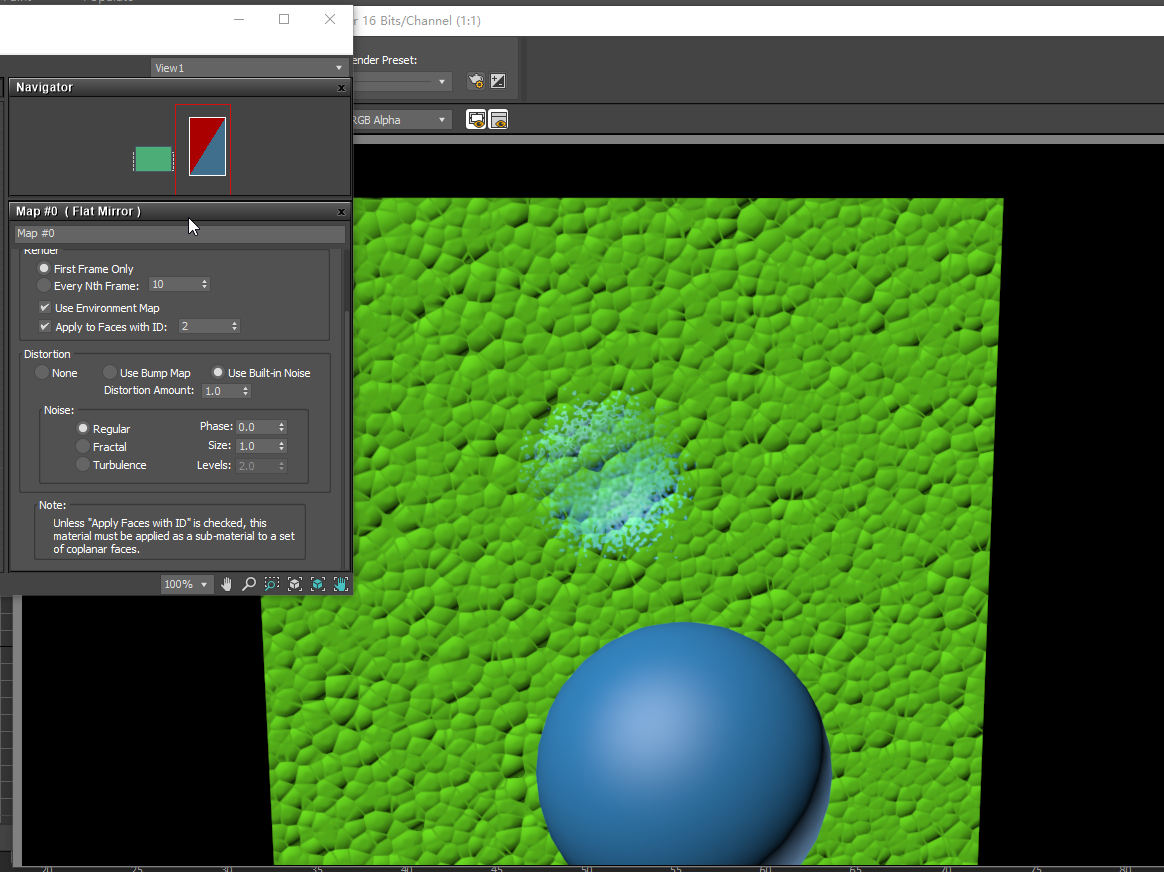 r 16 Bits/Channel (1:1)
ender Preset:
View1
Navigator
x
RGB Alpha
Map #0 ( Flat Mirror )
x
Map #0
Render
First Frame Only
Every Nth Frame: 10
Use Environment Map
Apply to Faces with ID: 2
Distortion
None Use Bump Map Use Built-in Noise
Distortion Amount: 1.0
Noise:
Regular Phase: 0.0
Fractal Size: 1.0
Turbulence Levels: 2.0
Note:
Unless "Apply Faces with ID" is checked, this
material must be applied as a sub-material to a set
of coplanar faces.
100%
20 25 30 35 40 45 50 55 60 65 70 75 80